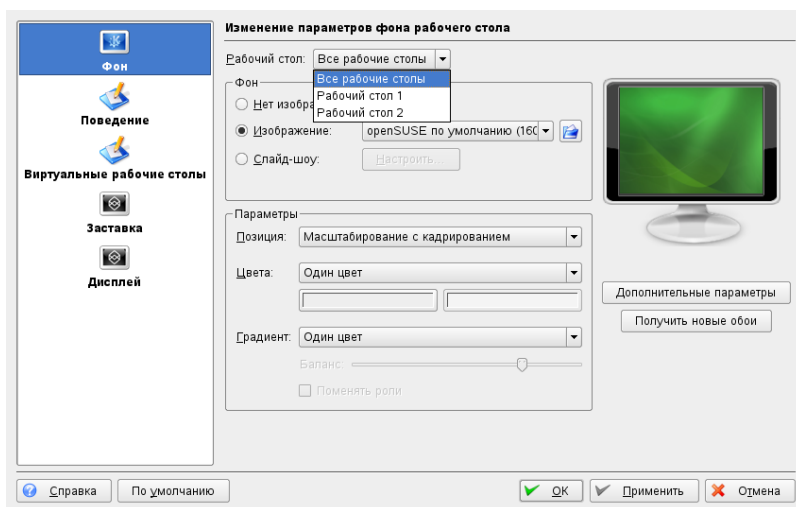 Изменение параметров фона рабочего стола
Фон
Поведение
Виртуальные рабочие столы
Заставка
Дисплей
Рабочий стол: Все рабочие столы
Все рабочие столы
Рабочий стол 1
Рабочий стол 2
Фон
Нет изобра
Изображение: openSUSE по умолчанию (160
Слайд-шоу: Настроить...
Параметры
Позиция: Масштабирование с кадрированием
Цвета: Один цвет
Градиент: Один цвет
Баланс:
Поменять роли
Дополнительные параметры
Получить новые обои
Справка
По умолчанию
OK
Применить
Отмена